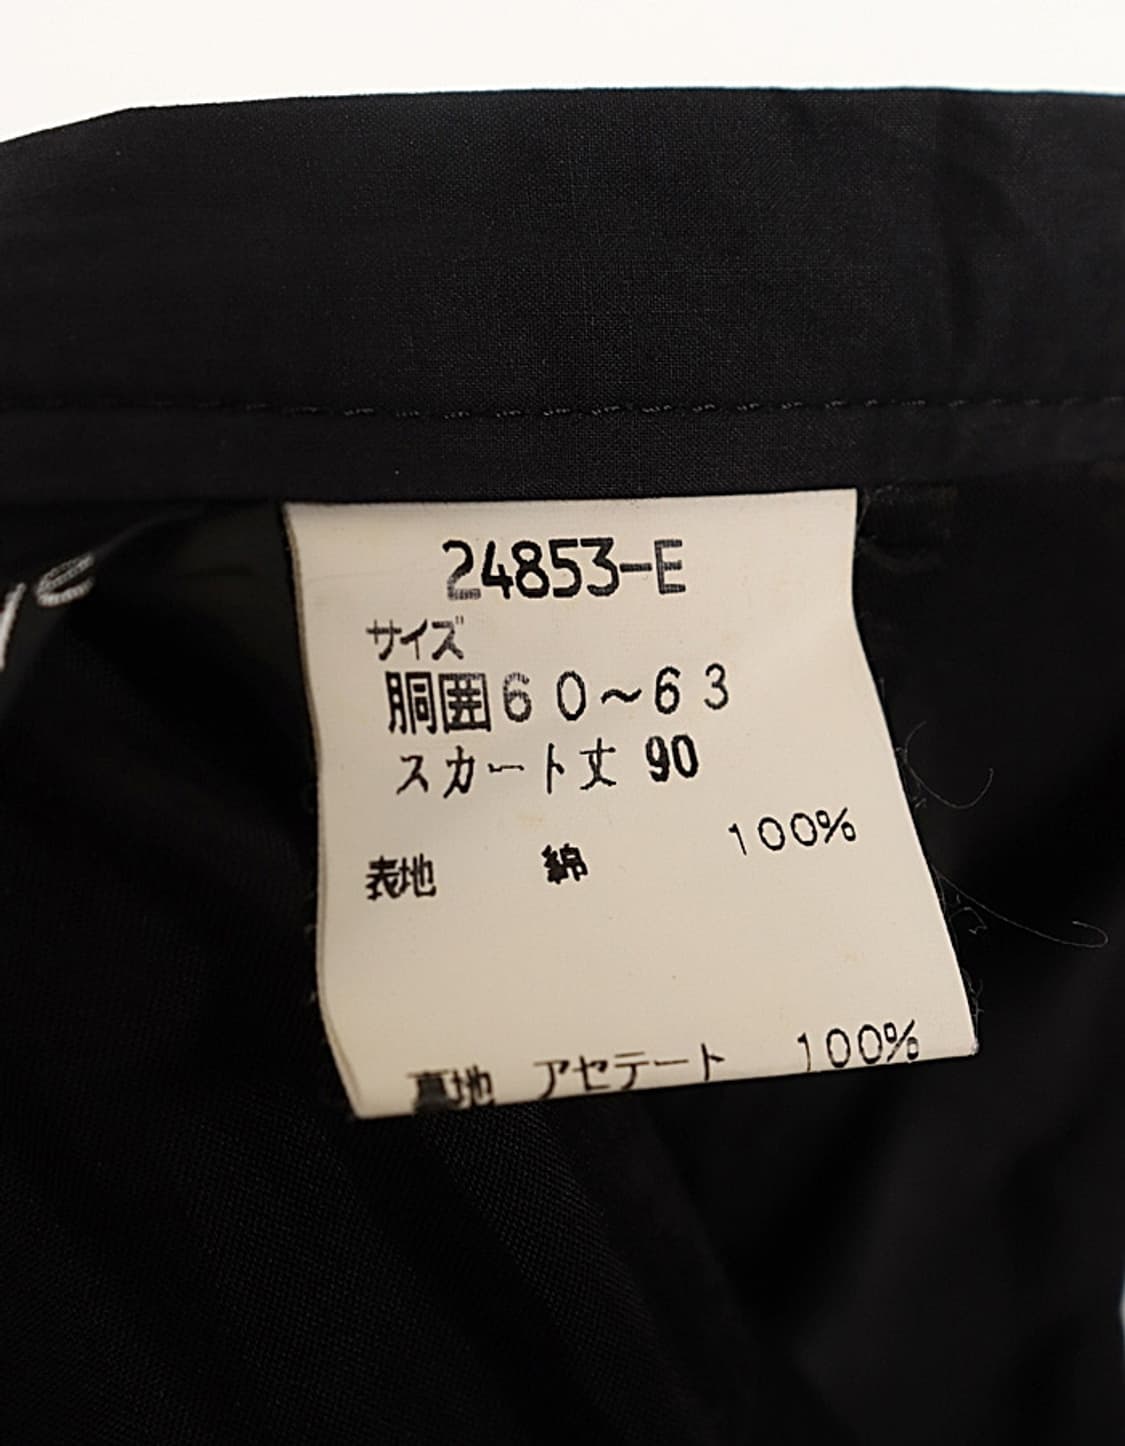 24853-E
サイズ
胴囲60～63
スカート丈 90
表地 綿 100%
裏地 アセテート 100%